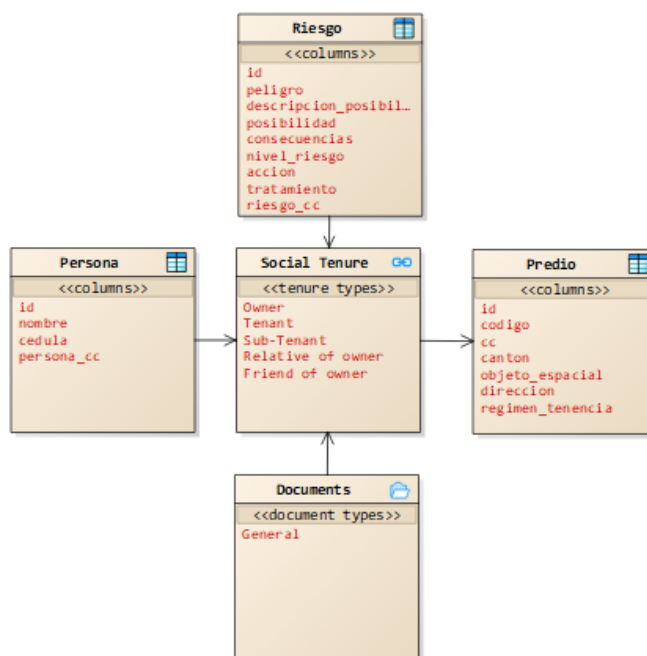 Riesgo
<<columns>>
id
peligro
descripcion_posibil…
posibilidad
consecuencias
nivel_riesgo
accion
tratamiento
riesgo_cc
Persona
<<columns>>
id
nombre
cedula
persona_cc
Social Tenure
<<tenure types>>
Owner
Tenant
Sub-Tenant
Relative of owner
Friend of owner
Predio
<<columns>>
id
codigo
cc
canton
objeto_espacial
direccion
regimen_tenencia
Documents
<<document types>>
General